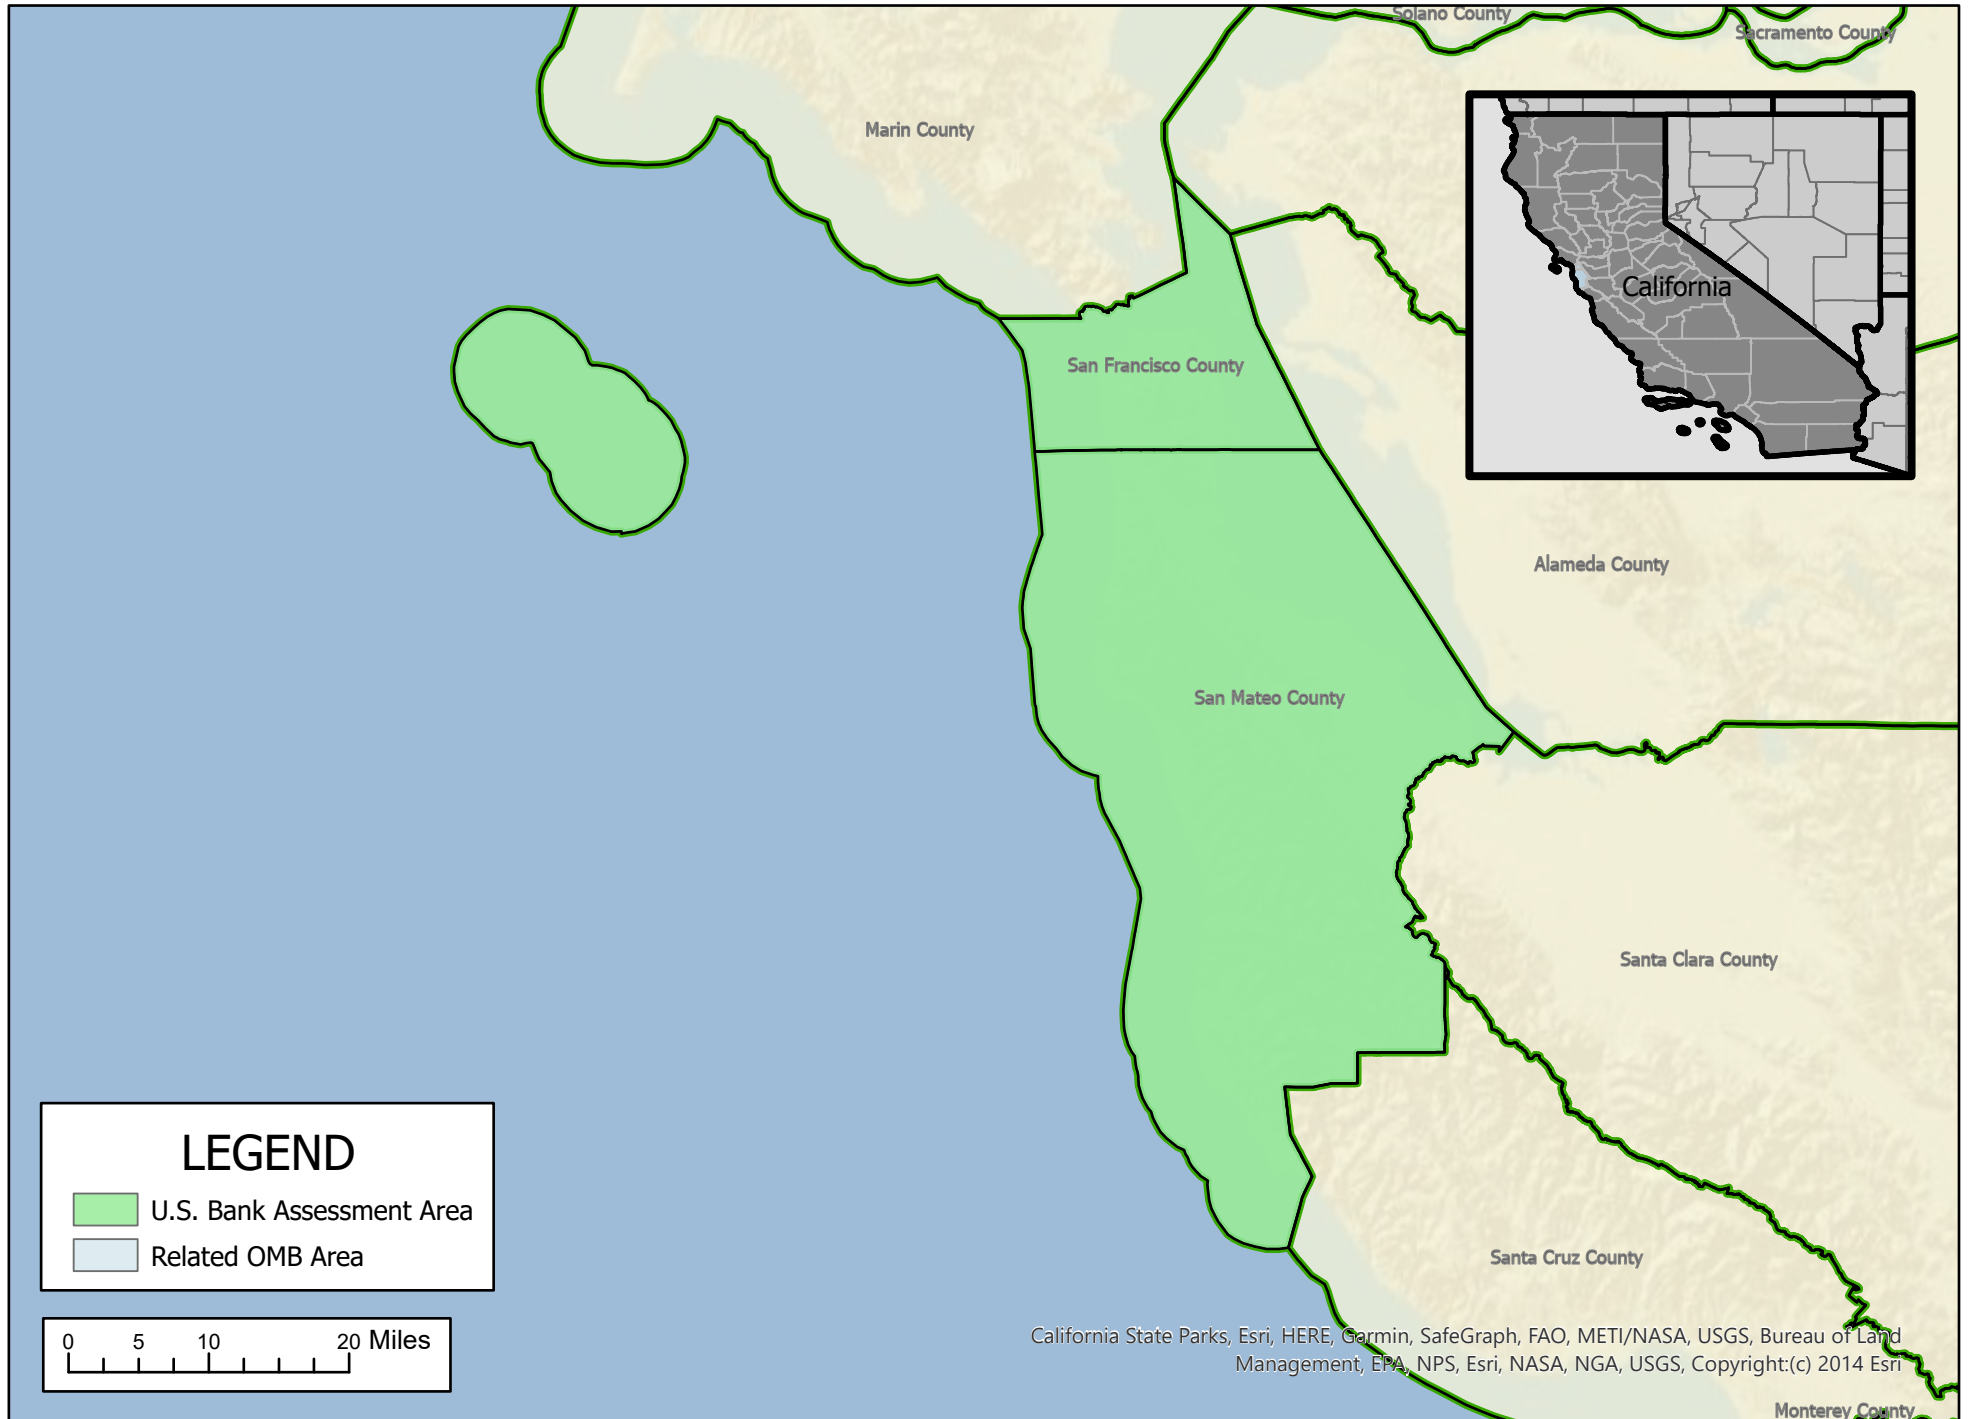 Solano County
Sacramento County
Marin County
California
San Francisco County
Alameda County
San Mateo County
Santa Clara County
LEGEND
U.S. Bank Assessment Area
Related OMB Area
Santa Cruz County
0 5 10 20 Miles
California State Parks, Esri, HERE, Garmin, SafeGraph, FAO, METI/NASA, USGS, Bureau of Land
Management, EPA, NPS, Esri, NASA, NGA, USGS, Copyright:(c) 2014 Esri
Monterey County